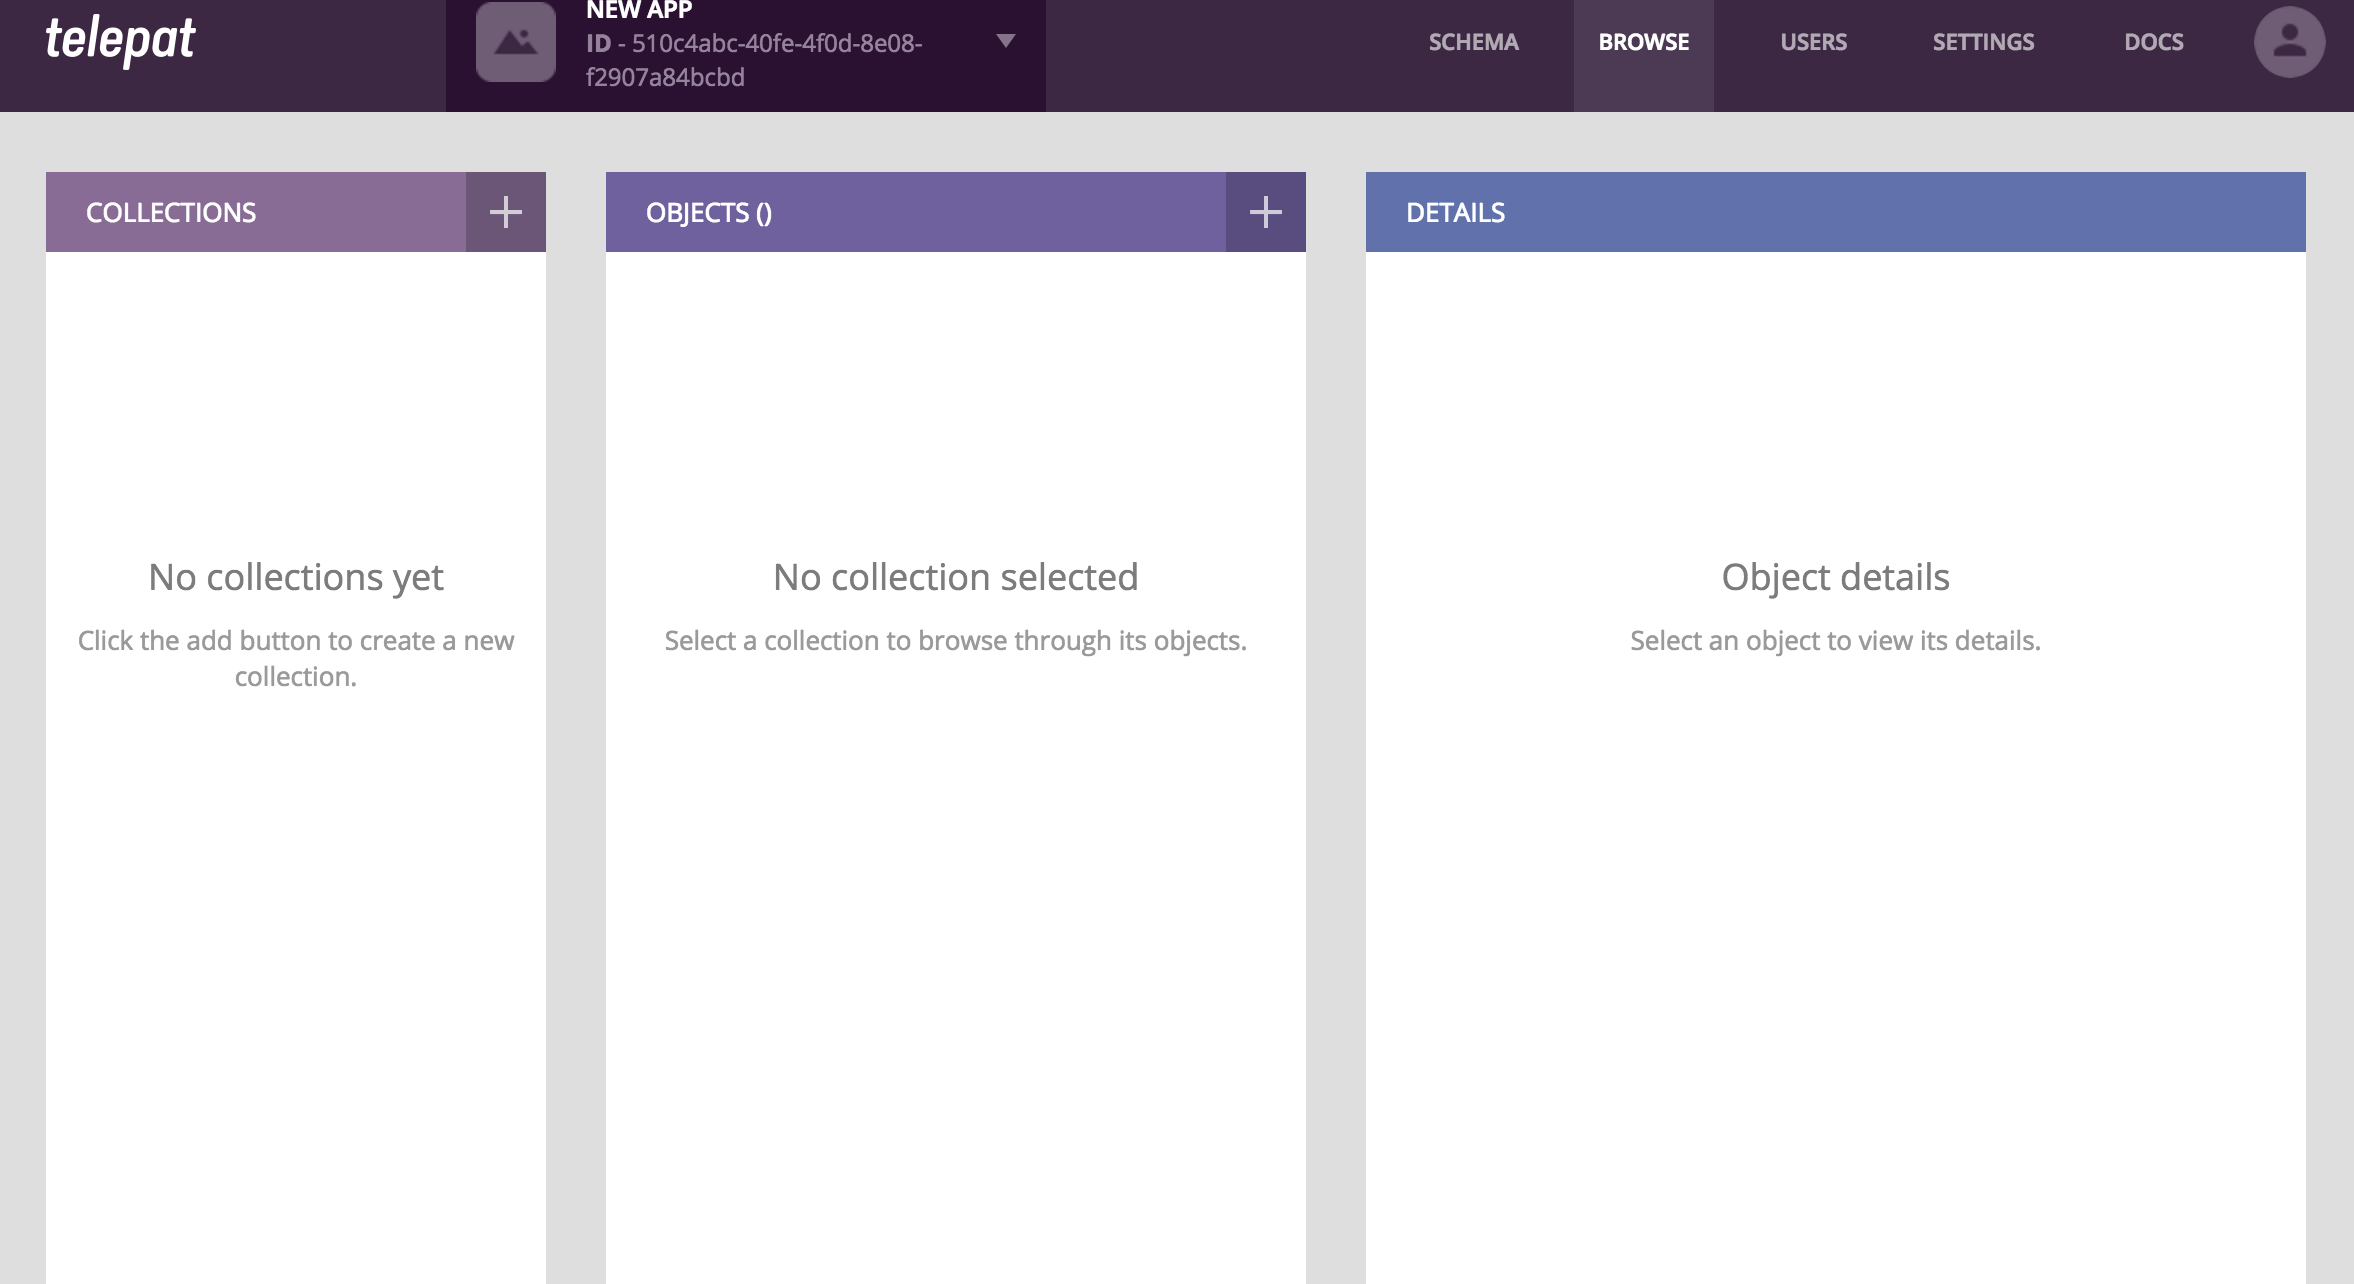 telepat
NEW APP
ID - 510c4abc-40fe-4f0d-8e08-
f2907a84bcbd
SCHEMA
BROWSE
USERS
SETTINGS
DOCS
COLLECTIONS
OBJECTS ()
DETAILS
No collections yet
Click the add button to create a new
collection.
No collection selected
Select a collection to browse through its objects.
Object details
Select an object to view its details.